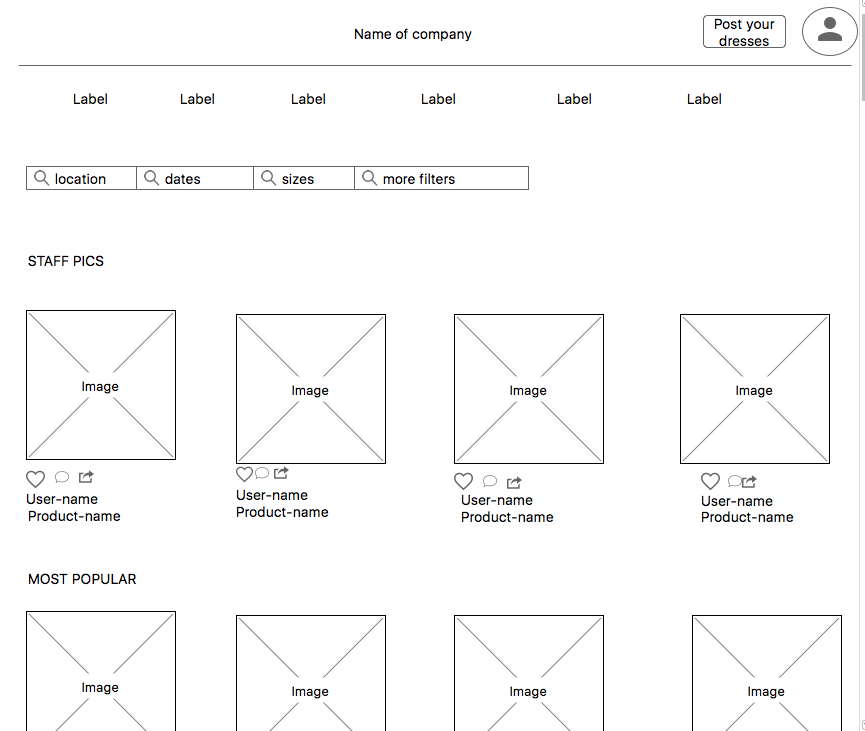 Name of company
Post your
dresses
Label Label Label Label Label Label
location dates sizes more filters
STAFF PICS
Image Image Image Image
User-name User-name User-name User-name
Product-name Product-name Product-name Product-name
MOST POPULAR
Image Image Image Image